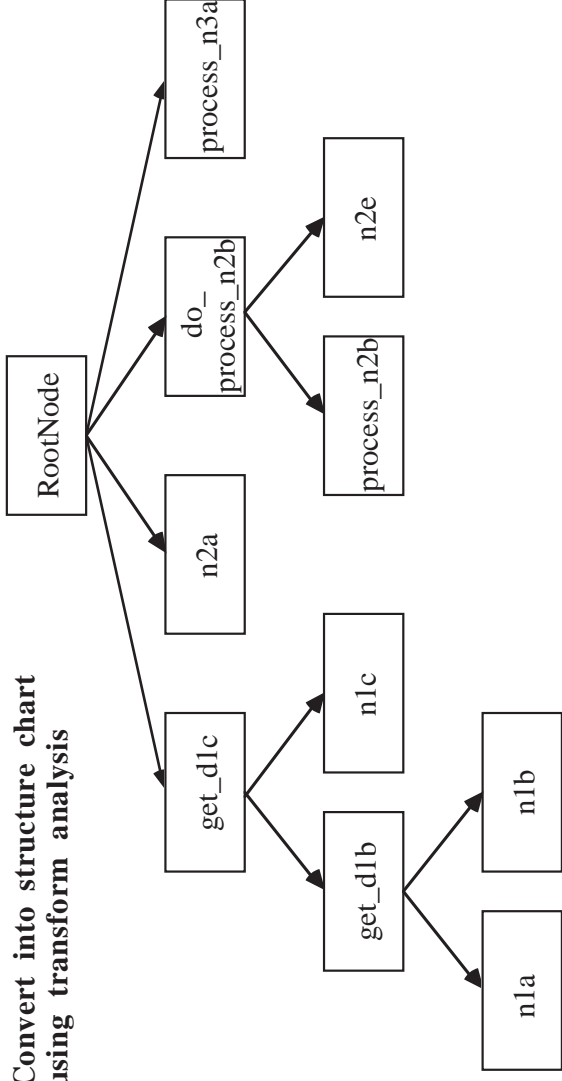 Convert into structure chart
using transform analysis
RootNode
get_d1c
n2a
do_
process_n2b
process_n3a
get_d1b
n1c
process_n2b
n2e
n1a
n1b